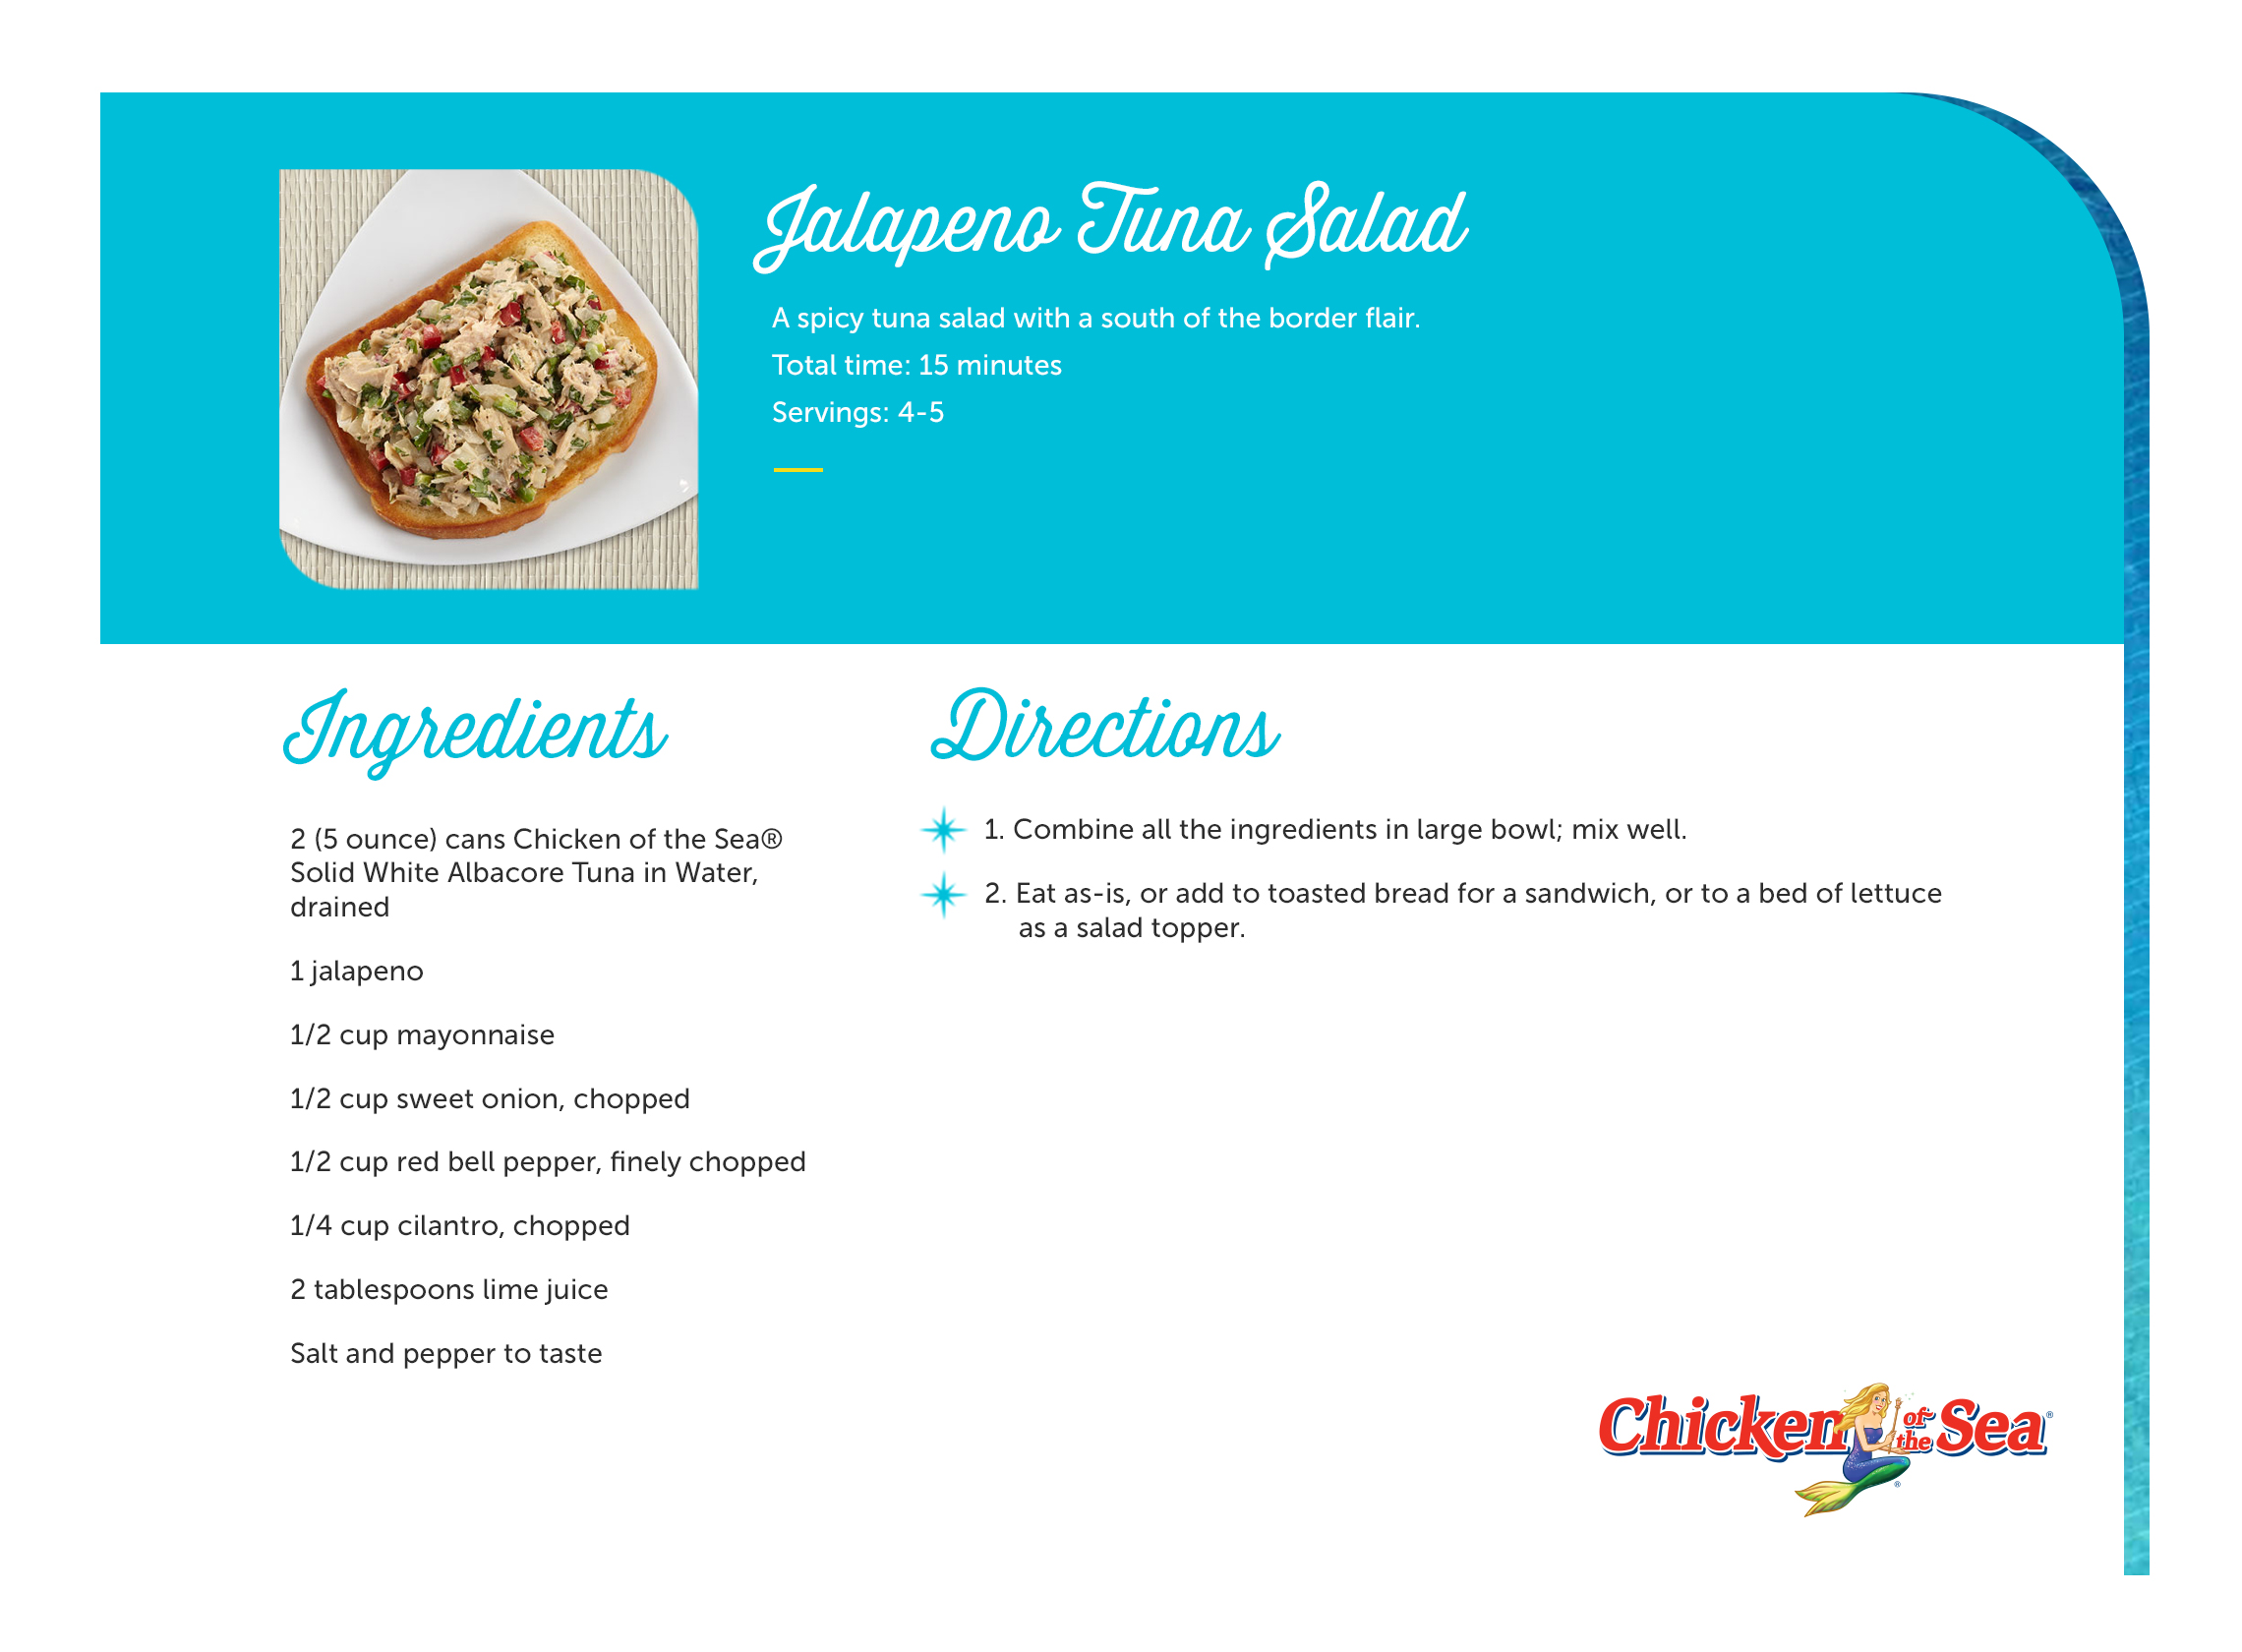 Jalapeno Tuna Salad
A spicy tuna salad with a south of the border flair.
Total time: 15 minutes
Servings: 4-5
Ingredients
2 (5 ounce) cans Chicken of the Sea®
Solid White Albacore Tuna in Water,
drained
1 jalapeno
1/2 cup mayonnaise
1/2 cup sweet onion, chopped
1/2 cup red bell pepper, finely chopped
1/4 cup cilantro, chopped
2 tablespoons lime juice
Salt and pepper to taste
Directions
1. Combine all the ingredients in large bowl; mix well.
2. Eat as-is, or add to toasted bread for a sandwich, or to a bed of lettuce
as a salad topper.
Chicken of the Sea®
®